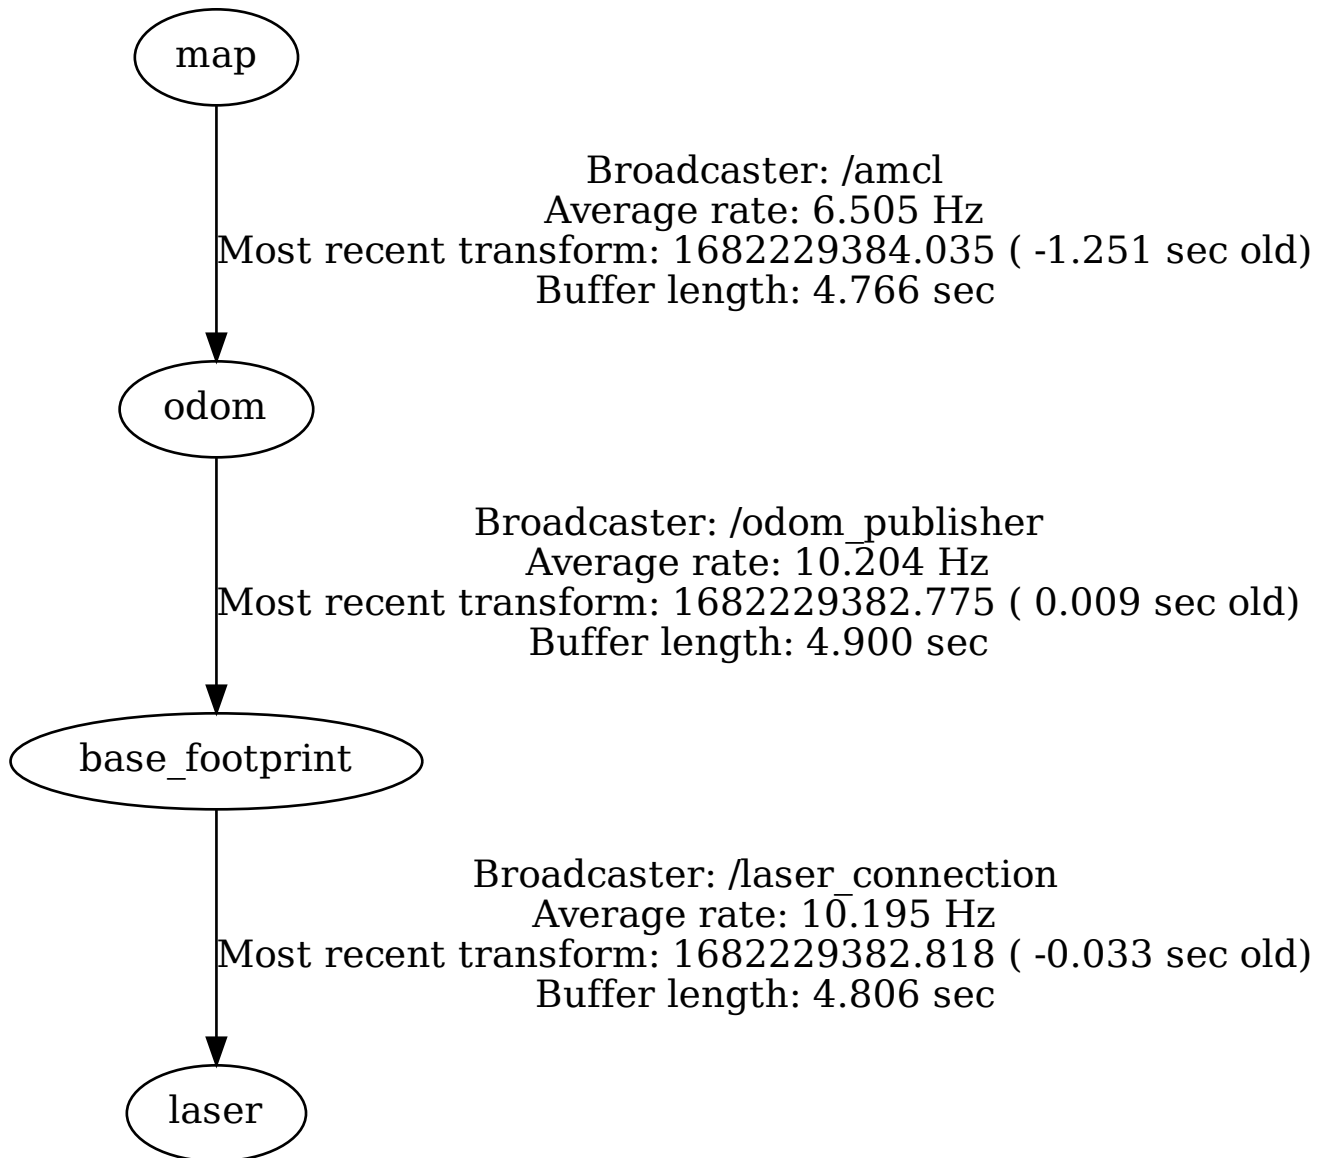 map
Broadcaster: /amcl
Average rate: 6.505 Hz
Most recent transform: 1682229384.035 ( -1.251 sec old)
Buffer length: 4.766 sec
odom
Broadcaster: /odom_publisher
Average rate: 10.204 Hz
Most recent transform: 1682229382.775 ( 0.009 sec old)
Buffer length: 4.900 sec
base_footprint
Broadcaster: /laser_connection
Average rate: 10.195 Hz
Most recent transform: 1682229382.818 ( -0.033 sec old)
Buffer length: 4.806 sec
laser